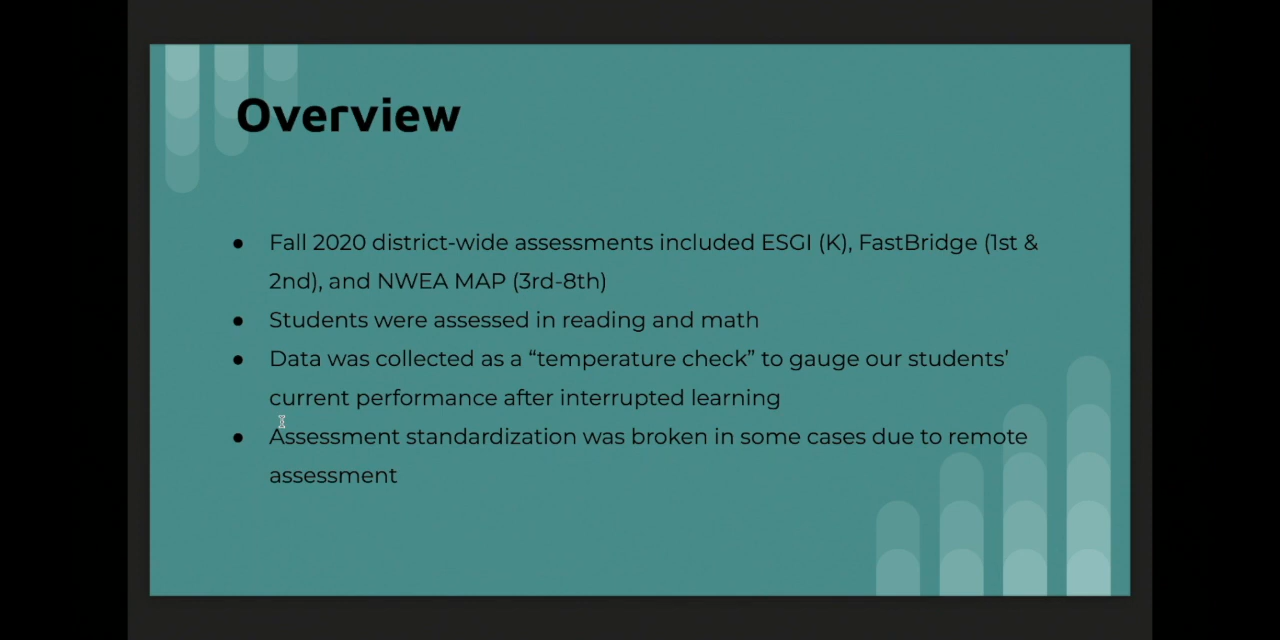 Overview
● Fall 2020 district-wide assessments included ESGI (K), FastBridge (1st &
2nd), and NWEA MAP (3rd-8th)
● Students were assessed in reading and math
● Data was collected as a “temperature check” to gauge our students’
current performance after interrupted learning
● Assessment standardization was broken in some cases due to remote
assessment